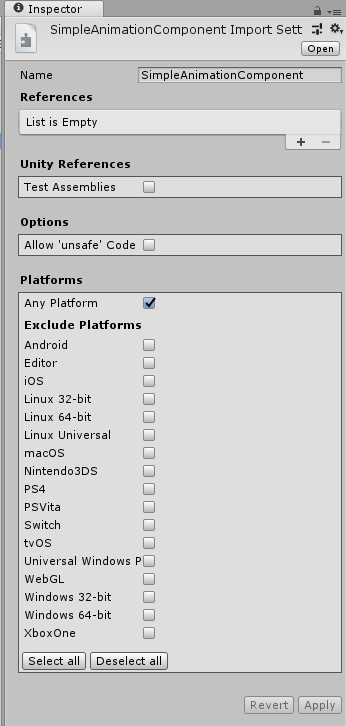 Inspector
SimpleAnimationComponent Import Sett
Open
Name SimpleAnimationComponent
References
List is Empty
+ −
Unity References
Test Assemblies
Options
Allow 'unsafe' Code
Platforms
Any Platform
Exclude Platforms
Android
Editor
iOS
Linux 32-bit
Linux 64-bit
Linux Universal
macOS
Nintendo3DS
PS4
PSVita
Switch
tvOS
Universal Windows P
WebGL
Windows 32-bit
Windows 64-bit
XboxOne
Select all Deselect all
Revert Apply